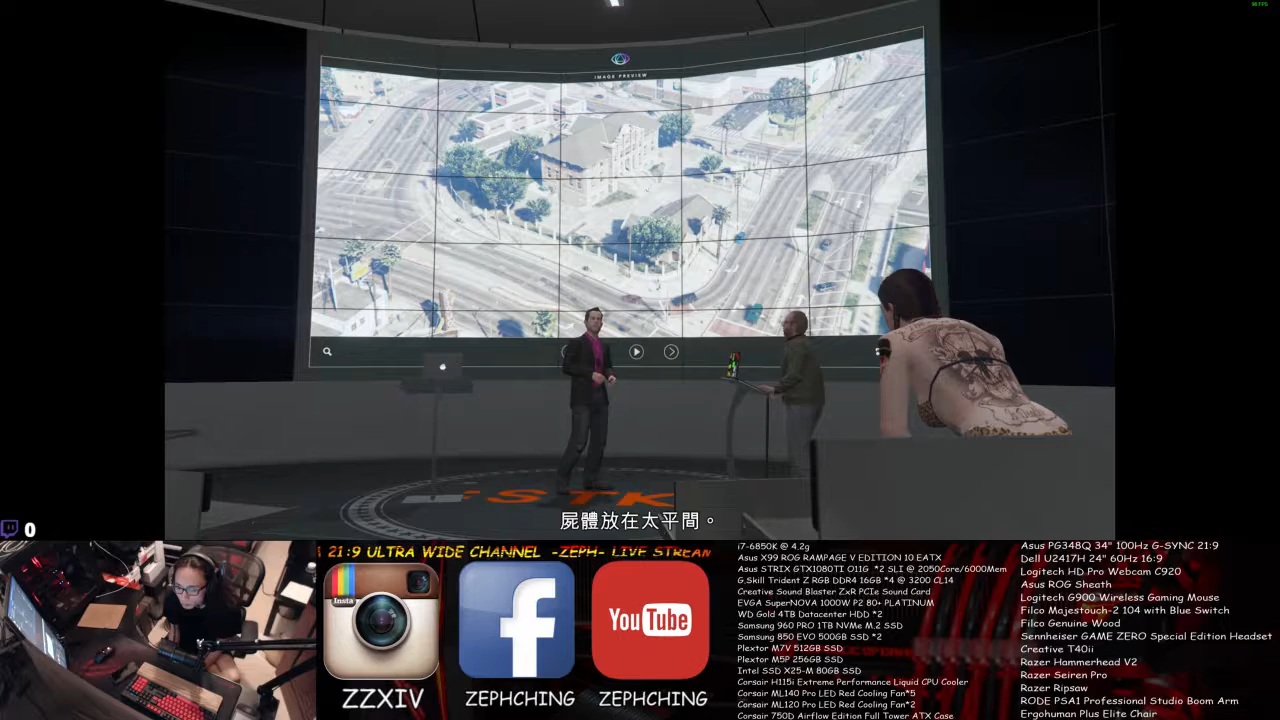 98 FPS
IMAGE PREVIEW
STK
屍體放在太平間。
0
21:9 ULTRA WIDE CHANNEL -ZEPH- LIVE STREAM
Insta
f
YouTube
ZZXIV
ZEPHCHING
ZEPHCHING
i7-6850K @ 4.2g
Asus X99 ROG RAMPAGE V EDITION 10 EATX
Asus STRIX GTX1080TI O11G *2 SLI @ 2050Core/6000Mem
G.Skill Trident Z RGB DDR4 16GB *4 @ 3200 CL14
Creative Sound Blaster ZxR PCIe Sound Card
EVGA SuperNOVA 1000W P2 80+ PLATINUM
WD Gold 4TB Datacenter HDD *2
Samsung 960 PRO 1TB NVMe M.2 SSD
Samsung 850 EVO 500GB SSD *2
Plextor M7V 512GB SSD
Plextor M5P 256GB SSD
Intel SSD X25-M 80GB SSD
Corsair H115i Extreme Performance Liquid CPU Cooler
Corsair ML140 Pro LED Red Cooling Fan*5
Corsair ML120 Pro LED Red Cooling Fan*2
Corsair 750D Airflow Edition Full Tower ATX Case
Asus PG348Q 34" 100Hz G-SYNC 21:9
Dell U2417H 24" 60Hz 16:9
Logitech HD Pro Webcam C920
Asus ROG Sheath
Logitech G900 Wireless Gaming Mouse
Filco Majestouch-2 104 with Blue Switch
Filco Genuine Wood
Sennheiser GAME ZERO Special Edition Headset
Creative T40ii
Razer Hammerhead V2
Razer Seiren Pro
Razer Ripsaw
RODE PSA1 Professional Studio Boom Arm
Ergohuman Plus Elite Chair